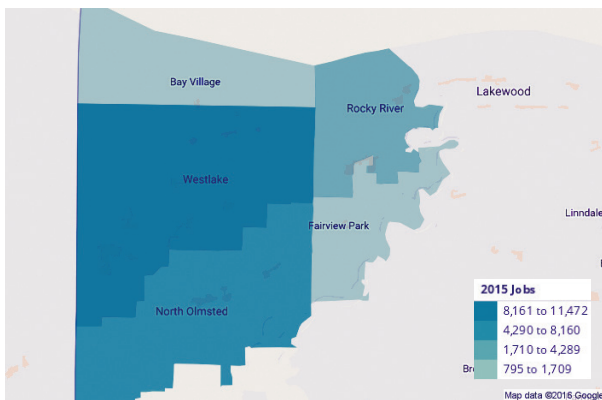 Bay Village
Lakewood
Rocky River
Westlake
Linndale
Fairview Park
North Olmsted
2015 Jobs
8,161 to 11,472
4,290 to 8,160
1,710 to 4,289
795 to 1,709
Map data ©2016 Google